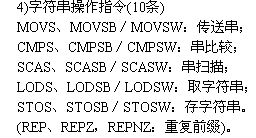 4)字符串操作指令(10条)
MOVS、MOVSB／MOVSW：传送串；
CMPS、CMPSB／CMPSW：串比较；
SCAS、SCASB／SCASW：串扫描；
LODS、LODSB／LODSW：取字符串；
STOS、STOSB／STOSW：存字符串。
(REP、REPZ，REPNZ：重复前缀)。